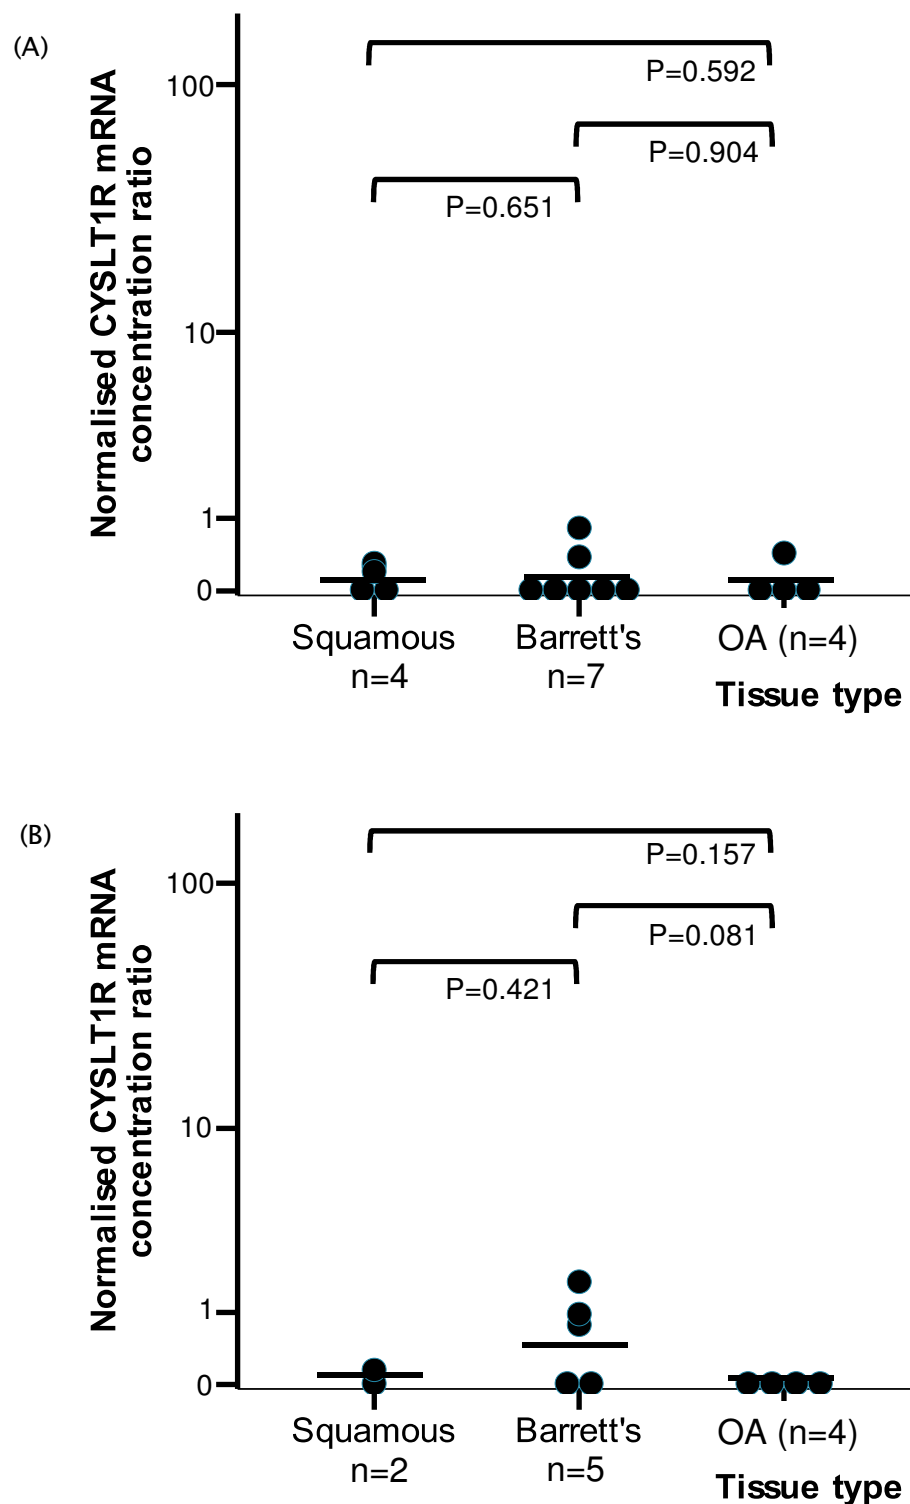 (A)
Normalised CYSLT1R mRNA
concentration ratio
100
10
1
0
P=0.592
P=0.904
P=0.651
Squamous
n=4
Barrett's
n=7
OA (n=4)
Tissue type
(B)
Normalised CYSLT1R mRNA
concentration ratio
100
10
1
0
P=0.157
P=0.081
P=0.421
Squamous
n=2
Barrett's
n=5
OA (n=4)
Tissue type